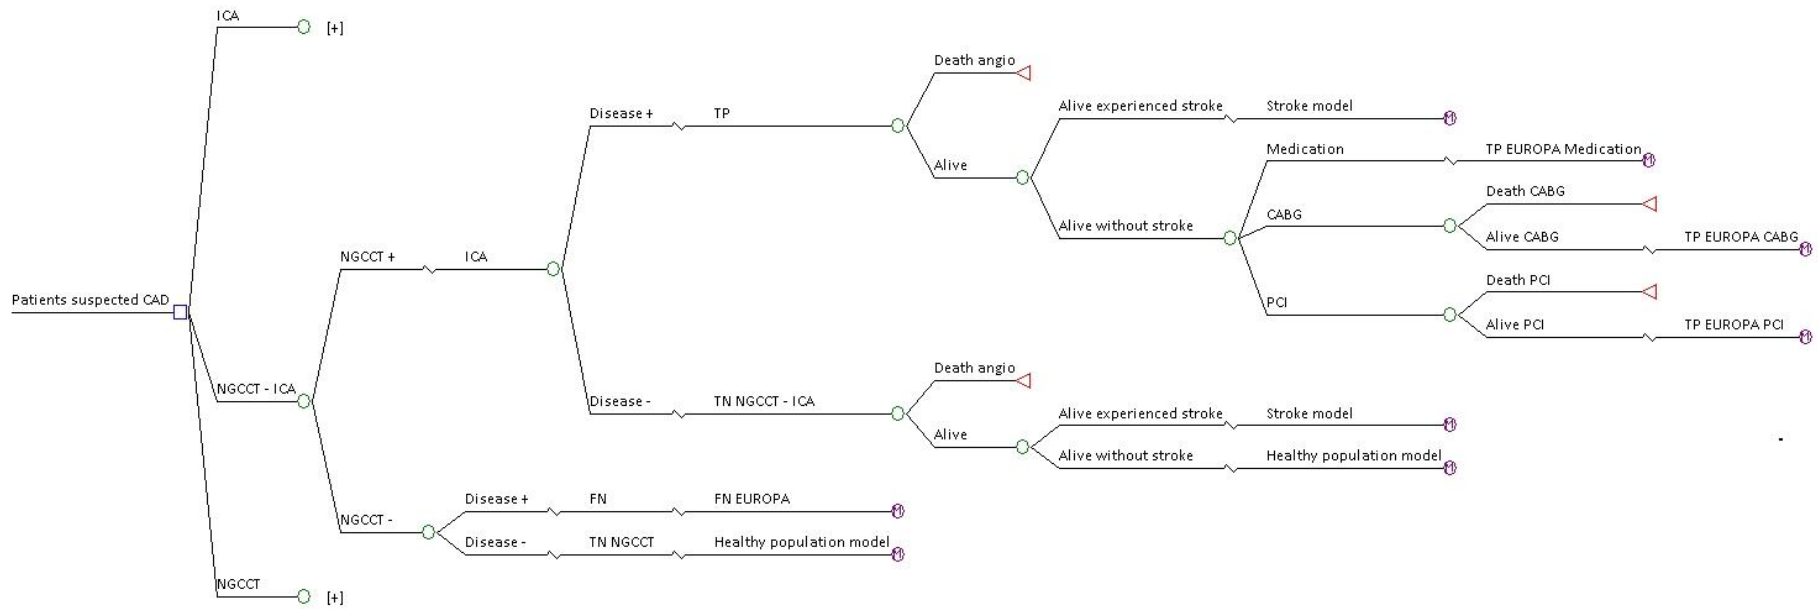 ICA
[+]
Death angio
Alive experienced stroke Stroke model
Disease + TP
Medication TP EUROPA Medication
Alive
Death CABG
CABG
Alive without stroke
Alive CABG TP EUROPA CABG
NGCCT + ICA
Death PCI
Patients suspected CAD
PCI
Alive PCI TP EUROPA PCI
Death angio
NGCCT - ICA
Disease - TN NGCCT - ICA
Alive experienced stroke Stroke model
Alive
Alive without stroke Healthy population model
Disease + FN FN EUROPA
NGCCT -
Disease - TN NGCCT Healthy population model
NGCCT
[+]